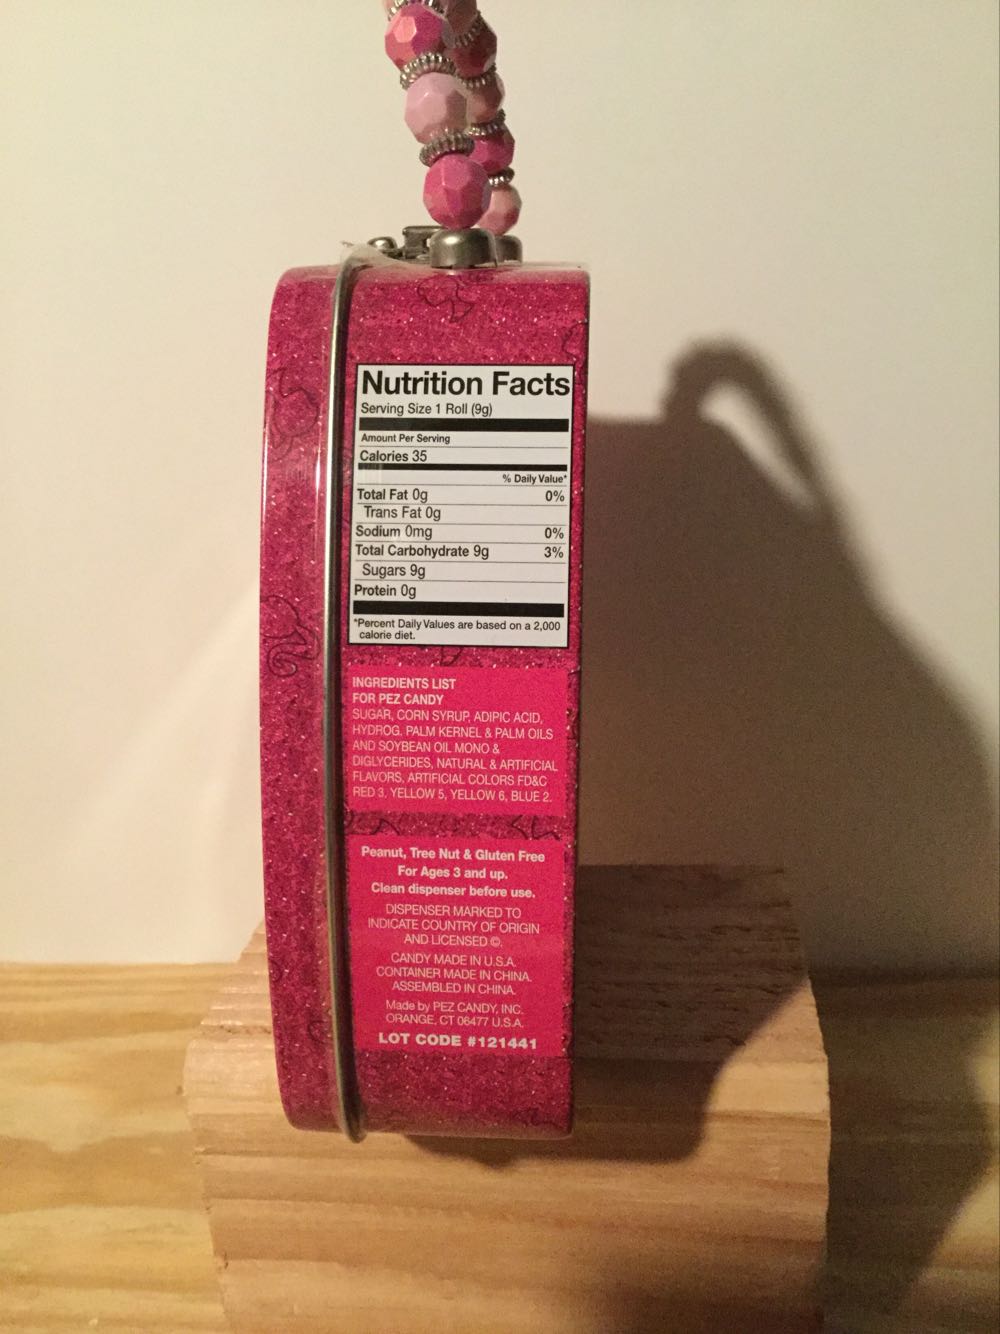 Nutrition Facts
Serving Size 1 Roll (9g)
Amount Per Serving
Calories 35
% Daily Value*
Total Fat 0g 0%
Trans Fat 0g
Sodium 0mg 0%
Total Carbohydrate 9g 3%
Sugars 9g
Protein 0g
*Percent Daily Values are based on a 2,000
calorie diet.
INGREDIENTS LIST
FOR PEZ CANDY
SUGAR, CORN SYRUP, ADIPIC ACID,
HYDROG. PALM KERNEL & PALM OILS
AND SOYBEAN OIL MONO &
DIGLYCERIDES, NATURAL & ARTIFICIAL
FLAVORS, ARTIFICIAL COLORS FD&C
RED 3, YELLOW 5, YELLOW 6, BLUE 2.
Peanut, Tree Nut & Gluten Free
For Ages 3 and up.
Clean dispenser before use.
DISPENSER MARKED TO
INDICATE COUNTRY OF ORIGIN
AND LICENSED ©.
CANDY MADE IN U.S.A.
CONTAINER MADE IN CHINA.
ASSEMBLED IN CHINA.
Made by PEZ CANDY, INC.
ORANGE, CT 06477 U.S.A.
LOT CODE #121441